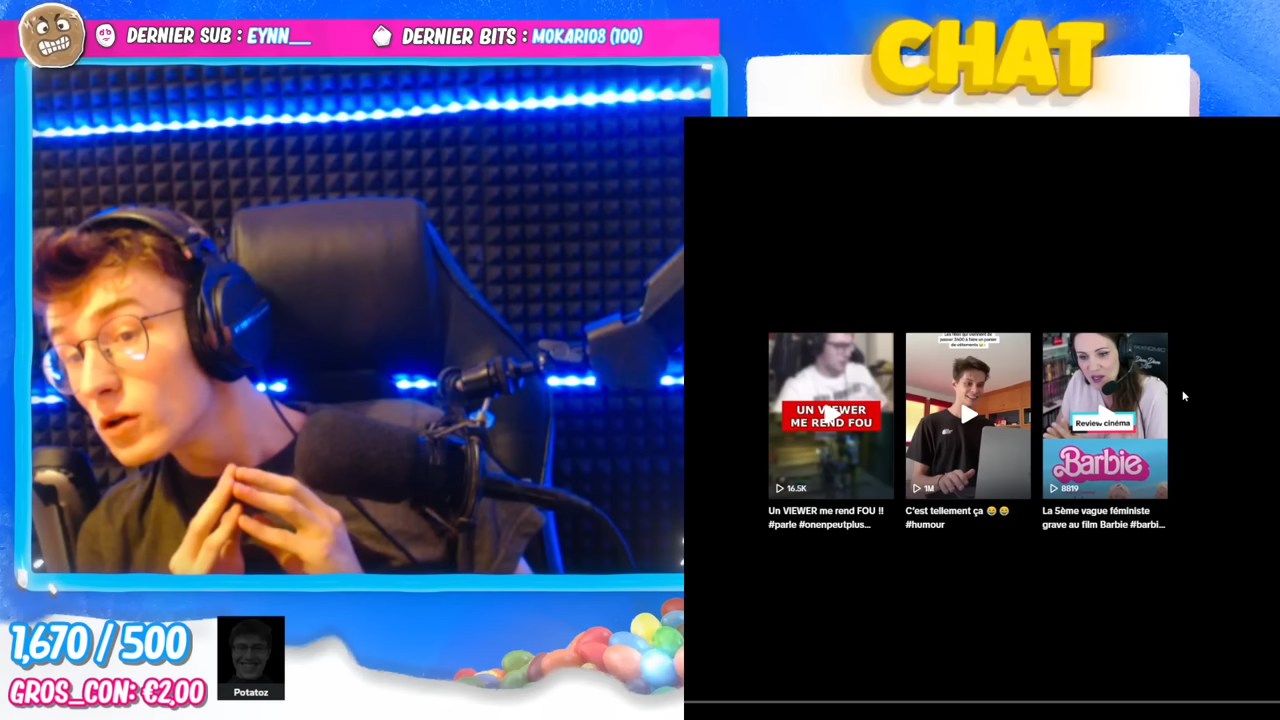 DERNIER SUB : EYNN__
DERNIER BITS : MOKARI08 (100)
CHAT
UN VIEWER
ME REND FOU
16.5K
Un VIEWER me rend FOU !!
#parle #onenpeutplus...
1M
C'est tellement ça 😂 😂
#humour
Review cinéma
Barbie
8819
La 5ème vague féministe
grave au film Barbie #barbi...
1,670 / 500
GROS_CON: €2,00
Potatoz